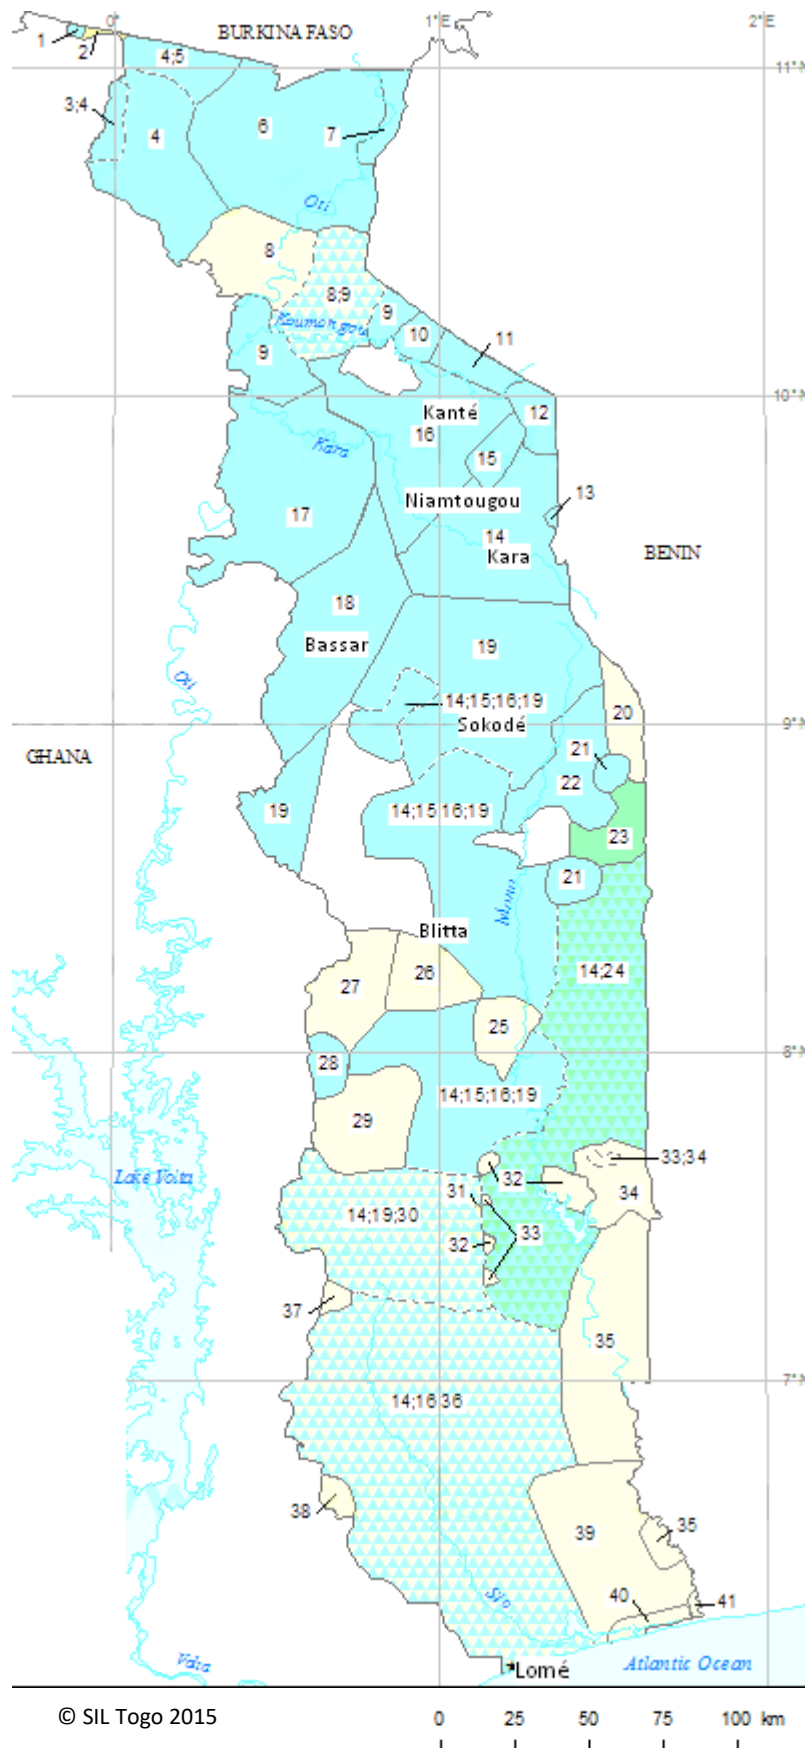 0°
1°E
2°E
BURKINA FASO
1
2
4;5
11°N
3;4
4
6
7
Oti
8
8;9
9
Koumongou
10
11
9
10°N
Kanté
12
16
Kara
15
13
Niamtougou
17
14
Kara
BENIN
18
19
Bassar
Oti
14;15;16;19
20
Sokodé
9°N
GHANA
21
22
19
14;15 16;19
23
21
Mono
Blitta
14;24
27
26
25
8°N
28
14;15;16;19
29
33;34
Lake Volta
32
31
34
14;19;30
33
32
37
35
7°N
14;16 36
38
39
35
Sio
40
41
Volta
Lomé
Atlantic Ocean
© SIL Togo 2015
0 25 50 75 100 km